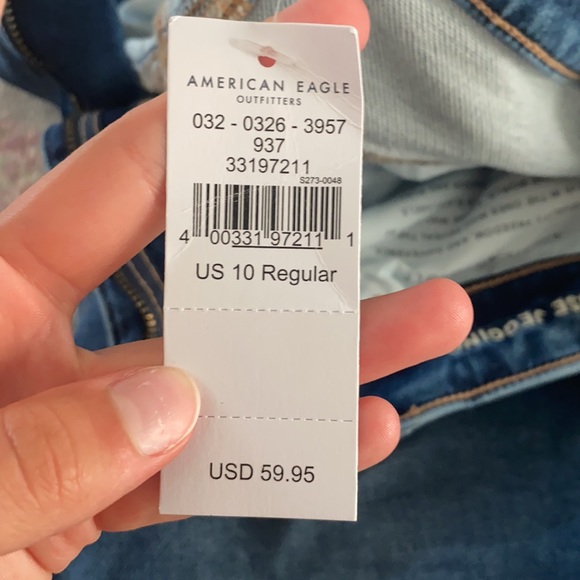 AMERICAN EAGLE
OUTFITTERS
032 - 0326 - 3957
937
33197211
S273-0048
4 00331 97211 1
US 10 Regular
USD 59.95